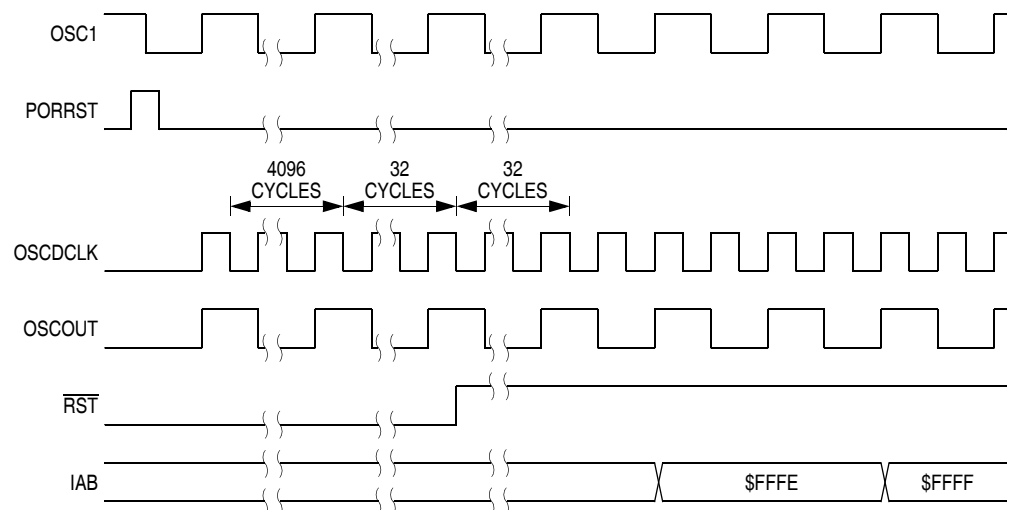 OSC1
PORRST
4096
CYCLES
32
CYCLES
32
CYCLES
OSCDCLK
OSCOUT
RST
IAB
$FFFE
$FFFF